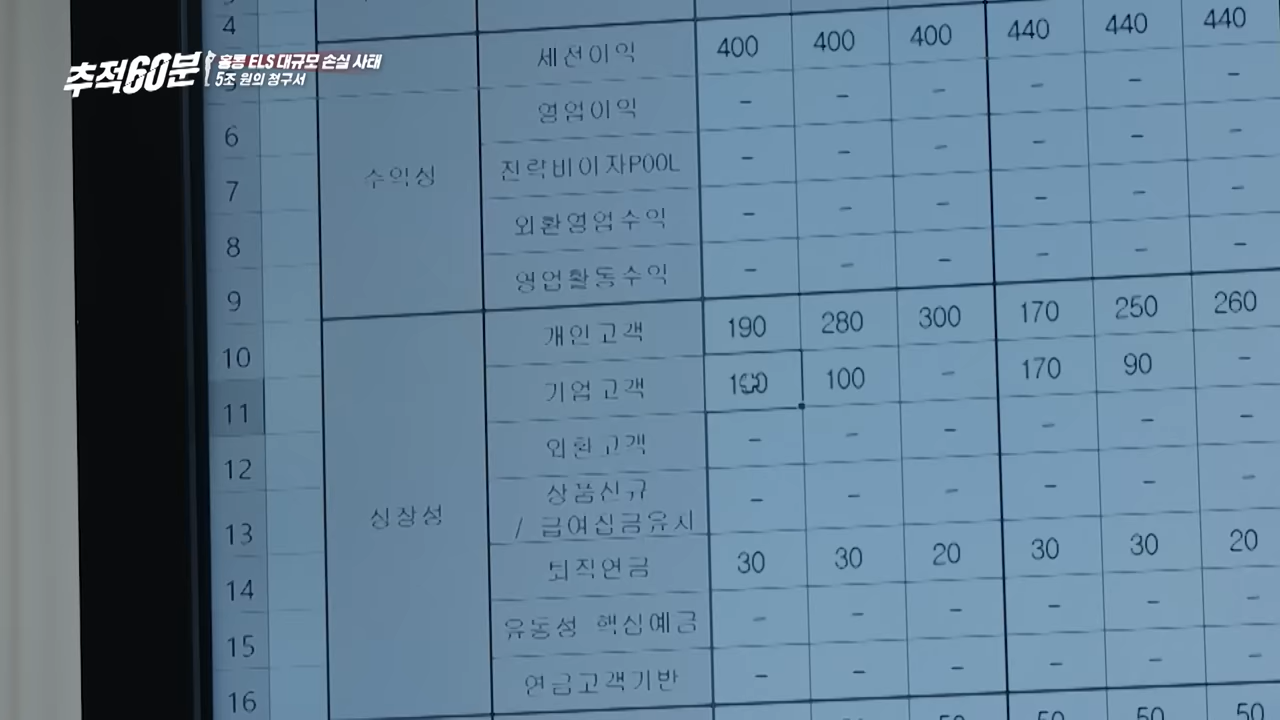 추적60분 홍콩 ELS 대규모 손실 사태
5조 원의 청구서
4 세전이익 400 400 400 440 440 440
영업이익 - - - - - -
6 전략비이자POOL - - - - - -
7 수익성
외환영업수익 - - - - - -
8 영업활동수익 - - - - - -
9 개인고객 190 280 300 170 250 260
10 기업고객 100 - 170 90 -
11 외환고객 - - - - - -
12 상품신규
/ 급여십금유시 - - - - - -
13 성장성
퇴직연금 30 30 20 30 30 20
14 유동성 핵심예금 - - - - - -
15 연금고객기반 - - - - - -
16 50 50 50 50